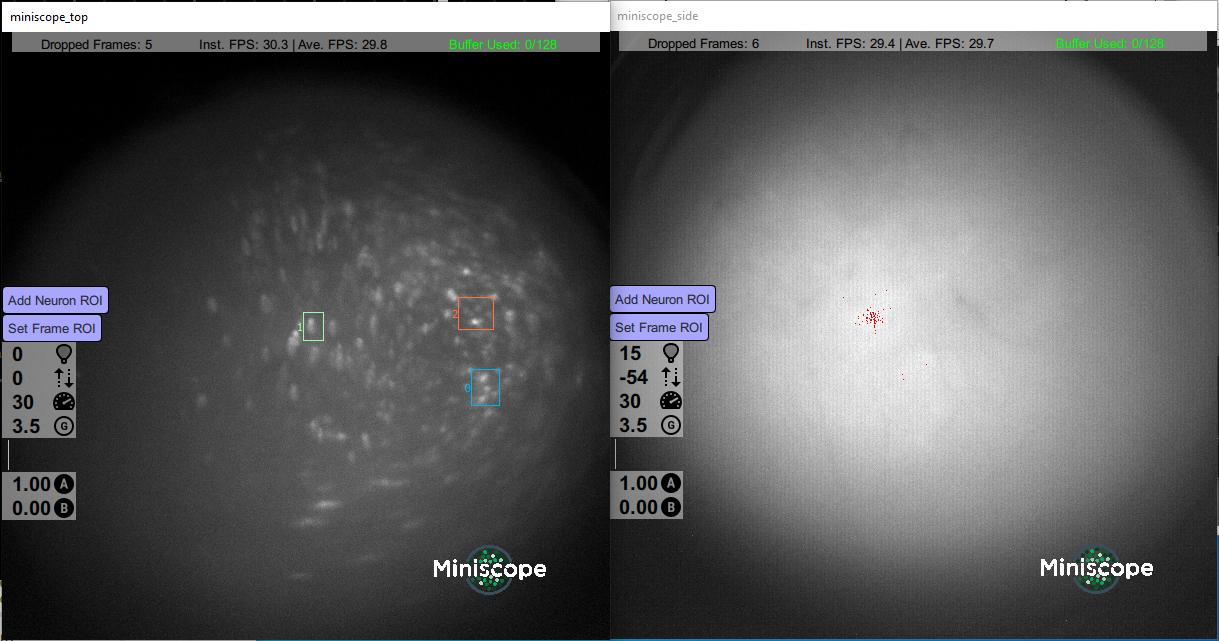 miniscope_top
Dropped Frames: 5 Inst. FPS: 30.3 | Ave. FPS: 29.8 Buffer Used: 0/128
Add Neuron ROI
Set Frame ROI
0
0
30
3.5 G
1.00 A
0.00 B
1
2
0
Miniscope
miniscope_side
Dropped Frames: 6 Inst. FPS: 29.4 | Ave. FPS: 29.7 Buffer Used: 0/128
Add Neuron ROI
Set Frame ROI
15
-54
30
3.5 G
1.00 A
0.00 B
Miniscope